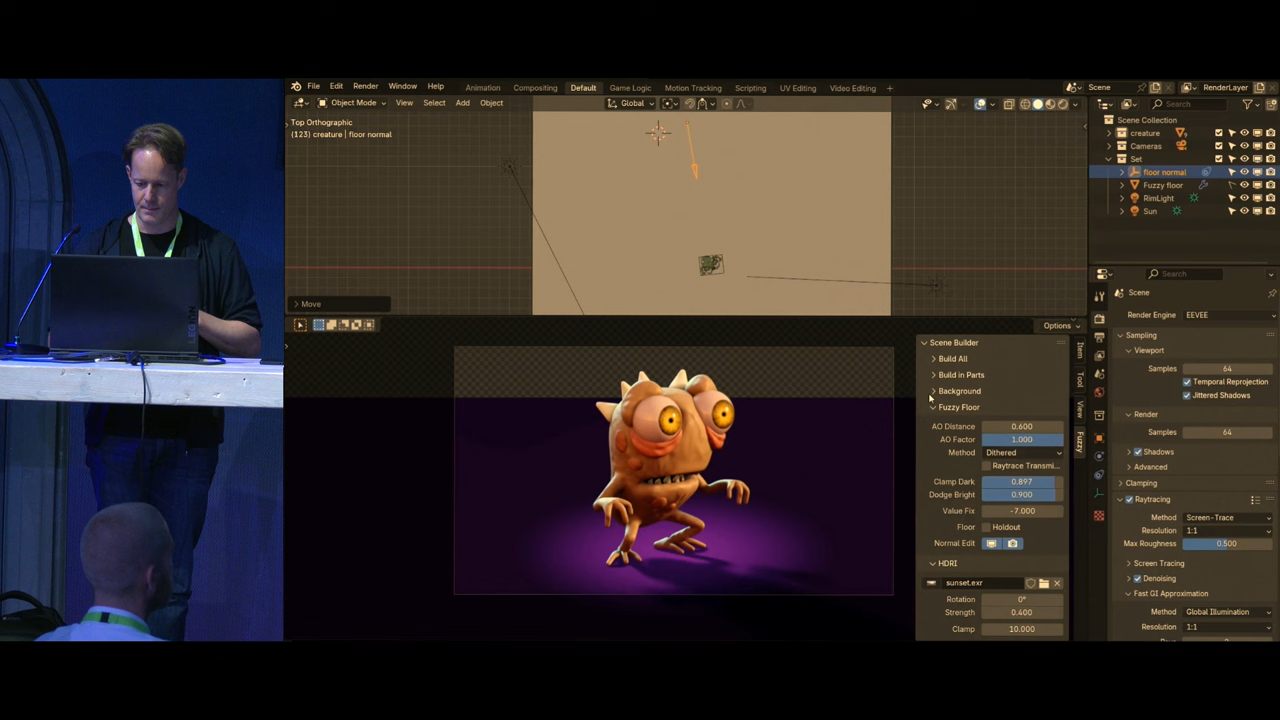 File Edit Render Window Help
Animation Compositing Default Game Logic Motion Tracking Scripting UV Editing Video Editing +
Scene
RenderLayer
Object Mode View Select Add Object
Global
Search
Top Orthographic
(123) creature | floor normal
Scene Collection
creature
Cameras
Set
floor normal
Fuzzy floor
RimLight
Sun
Move
Options
Search
Scene
Render Engine EEVEE
Sampling
Viewport
Samples 64
Temporal Reprojection
Jittered Shadows
Render
Samples 64
Shadows
Advanced
Clamping
Raytracing
Method Screen-Trace
Resolution 1:1
Max Roughness 0.500
Screen Tracing
Denoising
Fast GI Approximation
Method Global Illumination
Resolution 1:1
Scene Builder
Build All
Build in Parts
Background
Fuzzy Floor
AO Distance 0.600
AO Factor 1.000
Method Dithered
Raytrace Transmi...
Clamp Dark 0.897
Dodge Bright 0.900
Value Fix -7.000
Floor Holdout
Normal Edit
HDRI
sunset.exr
Rotation 0°
Strength 0.400
Clamp 10.000
Item
Tool
View
Fuzzy